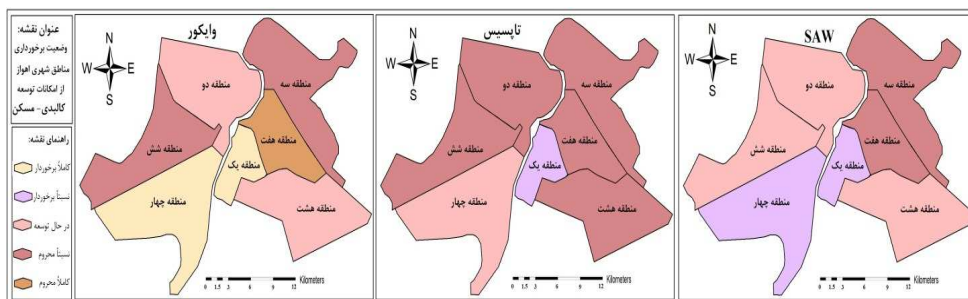 عنوان نقشه:
وضعیت برخورداری
مناطق شهری اهواز
از امکانات توسعه
کالبدی- مسکن
راهنمای نقشه:
کاملاً برخوردار
نسبتاً برخوردار
در حال توسعه
نسبتاً محروم
کاملاً محروم
وایکور
N
W E
S
منطقه سه
منطقه دو
منطقه هفت
منطقه شش
منطقه یک
منطقه چهار
منطقه هشت
0 1.5 3 6 9 12
Kilometers
تاپسیس
N
W E
S
منطقه سه
منطقه دو
منطقه هفت
منطقه شش
منطقه یک
منطقه چهار
منطقه هشت
0 1.5 3 6 9 12
Kilometers
SAW
N
W E
S
منطقه سه
منطقه دو
منطقه هفت
منطقه شش
منطقه یک
منطقه چهار
منطقه هشت
0 1.5 3 6 9 12
Kilometers